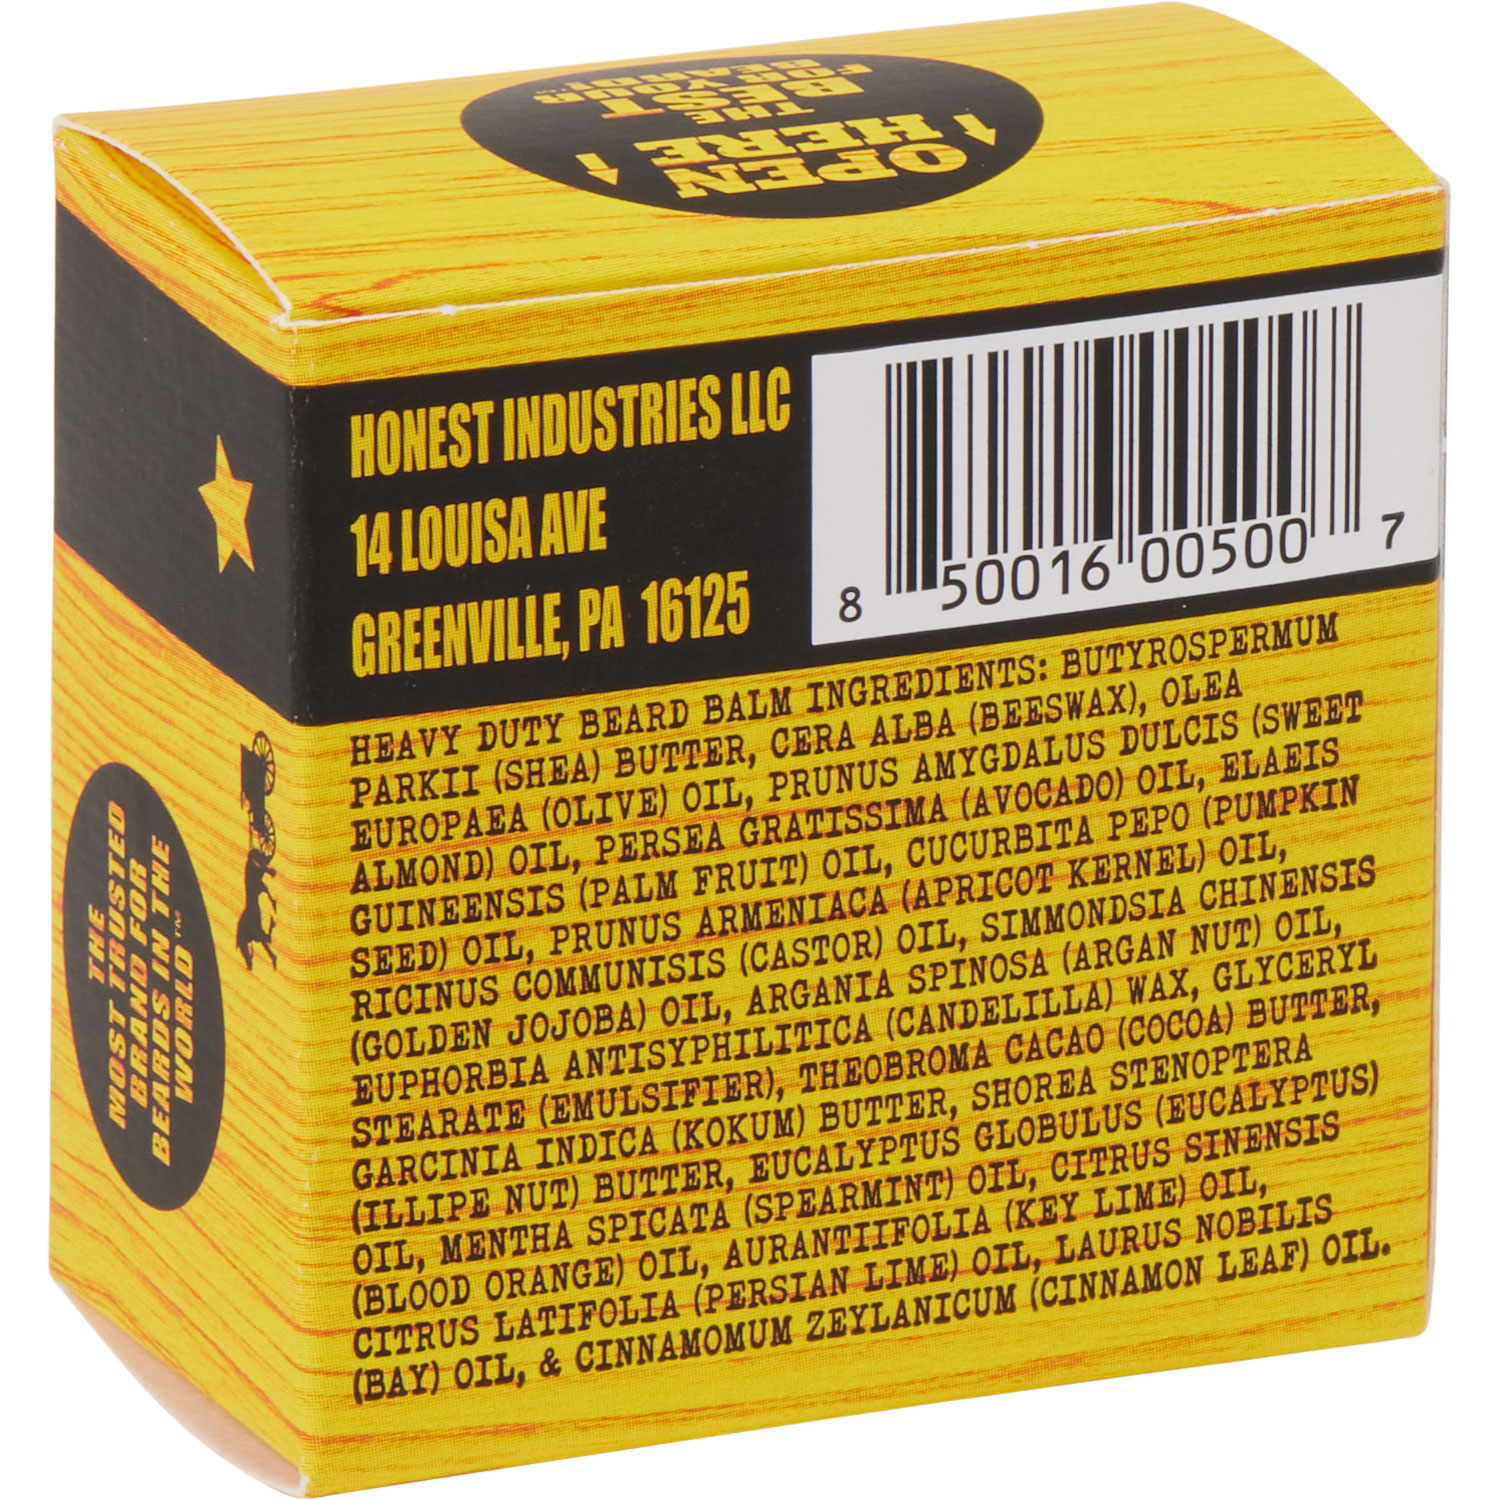 OPEN
HERE
THE
BEST
FOR YOUR
BEARD™
HONEST INDUSTRIES LLC
14 LOUISA AVE
GREENVILLE, PA 16125
8 50016 00500 7
HEAVY DUTY BEARD BALM INGREDIENTS: BUTYROSPERMUM
PARKII (SHEA) BUTTER, CERA ALBA (BEESWAX), OLEA
EUROPAEA (OLIVE) OIL, PRUNUS AMYGDALUS DULCIS (SWEET
ALMOND) OIL, PERSEA GRATISSIMA (AVOCADO) OIL, ELAEIS
GUINEENSIS (PALM FRUIT) OIL, CUCURBITA PEPO (PUMPKIN
SEED) OIL, PRUNUS ARMENIACA (APRICOT KERNEL) OIL,
RICINUS COMMUNISIS (CASTOR) OIL, SIMMONDSIA CHINENSIS
(GOLDEN JOJOBA) OIL, ARGANIA SPINOSA (ARGAN NUT) OIL,
EUPHORBIA ANTISYPHILITICA (CANDELILLA) WAX, GLYCERYL
STEARATE (EMULSIFIER), THEOBROMA CACAO (COCOA) BUTTER,
GARCINIA INDICA (KOKUM) BUTTER, SHOREA STENOPTERA
(ILLIPE NUT) BUTTER, EUCALYPTUS GLOBULUS (EUCALYPTUS)
OIL, MENTHA SPICATA (SPEARMINT) OIL, CITRUS SINENSIS
(BLOOD ORANGE) OIL, AURANTIIFOLIA (KEY LIME) OIL,
CITRUS LATIFOLIA (PERSIAN LIME) OIL, LAURUS NOBILIS
(BAY) OIL, & CINNAMOMUM ZEYLANICUM (CINNAMON LEAF) OIL.
THE
MOST TRUSTED
BRAND FOR
BEARDS IN THE
WORLD™